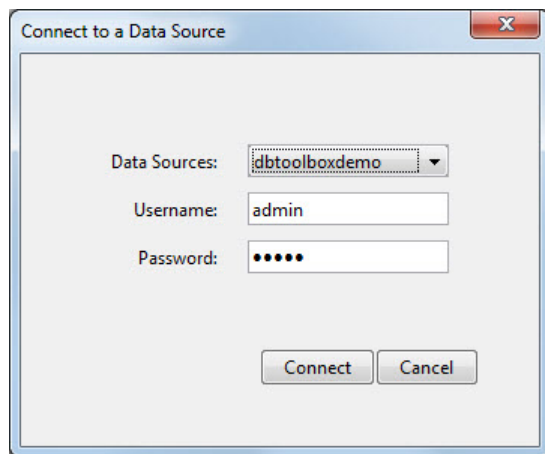 Connect to a Data Source
Data Sources: dbtoolboxdemo
Username: admin
Password: •••••
Connect Cancel